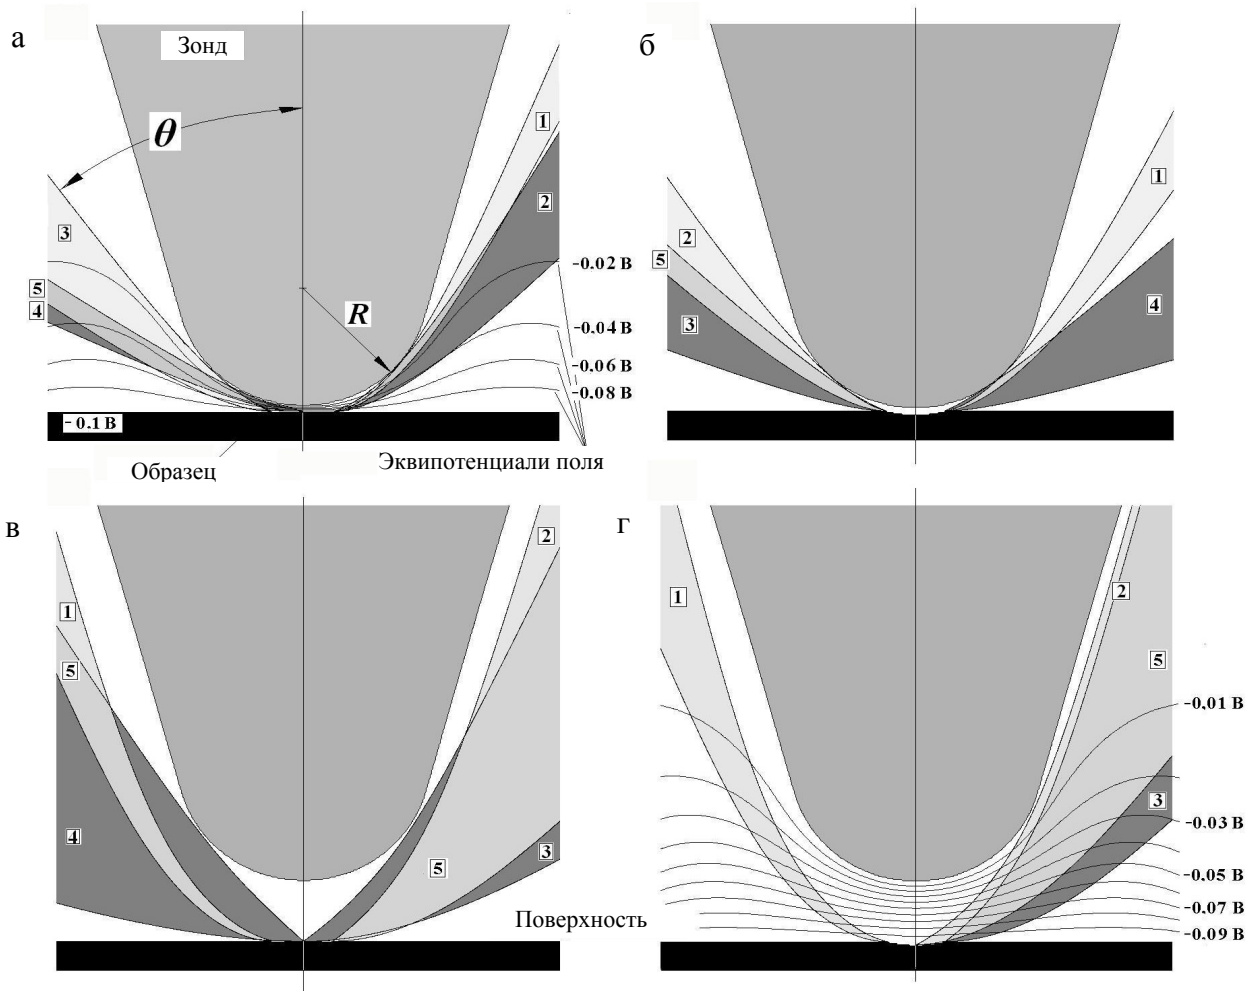 а
Зонд
θ
1
2
3
5
4
R
-0.02 В
-0.04 В
-0.06 В
-0.08 В
- 0.1 В
Образец
Эквипотенциали поля
б
1
2
5
3
4
в
2
1
5
4
5
3
Поверхность
г
1
2
5
3
-0,01 В
-0,03 В
-0,05 В
-0,07 В
-0,09 В